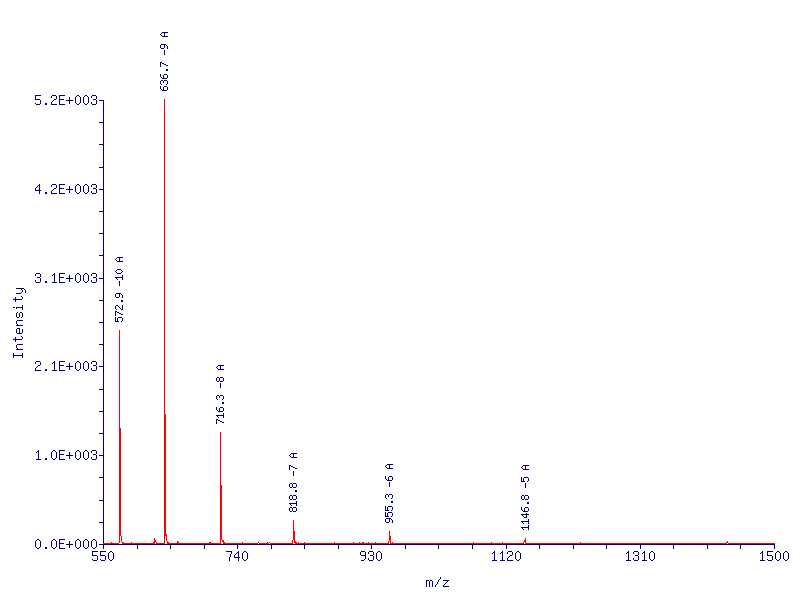 636.7 -9 A
5.2E+003
4.2E+003
572.9 -10 A
3.1E+003
Intensity
2.1E+003
716.3 -8 A
1.0E+003
818.8 -7 A
955.3 -6 A
1146.8 -5 A
0.0E+000
550 740 930 1120 1310 1500
m/z